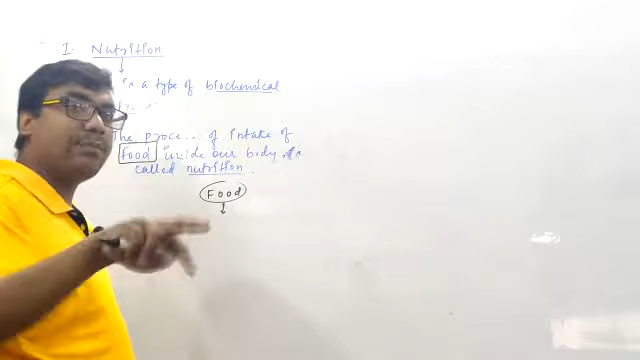 1. Nutrition
is a type of biochemical
The proce... of intake of
food inside our body is
called nutrition.
Food